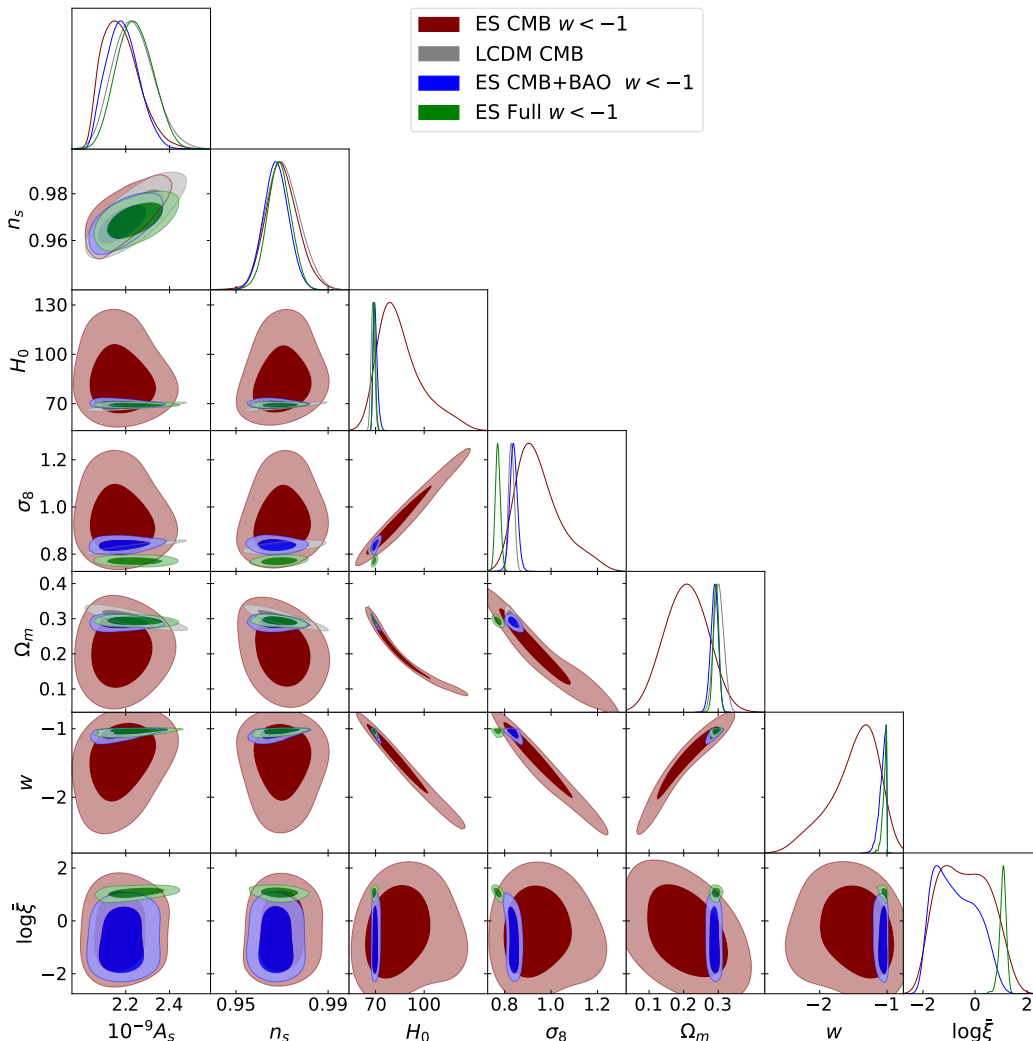 ES CMB w < −1
LCDM CMB
ES CMB+BAO w < −1
ES Full w < −1
0.98
0.96
n_s
130
100
70
H_0
1.2
1.0
0.8
σ_8
0.4
0.3
0.2
0.1
Ω_m
−1
−2
w
2
0
−2
log ξ̄
2.2 2.4 0.95 0.99 70 100 0.8 1.0 1.2 0.1 0.2 0.3 −2 −1 −2 0 2
10^{-9}A_s n_s H_0 σ_8 Ω_m w log ξ̄